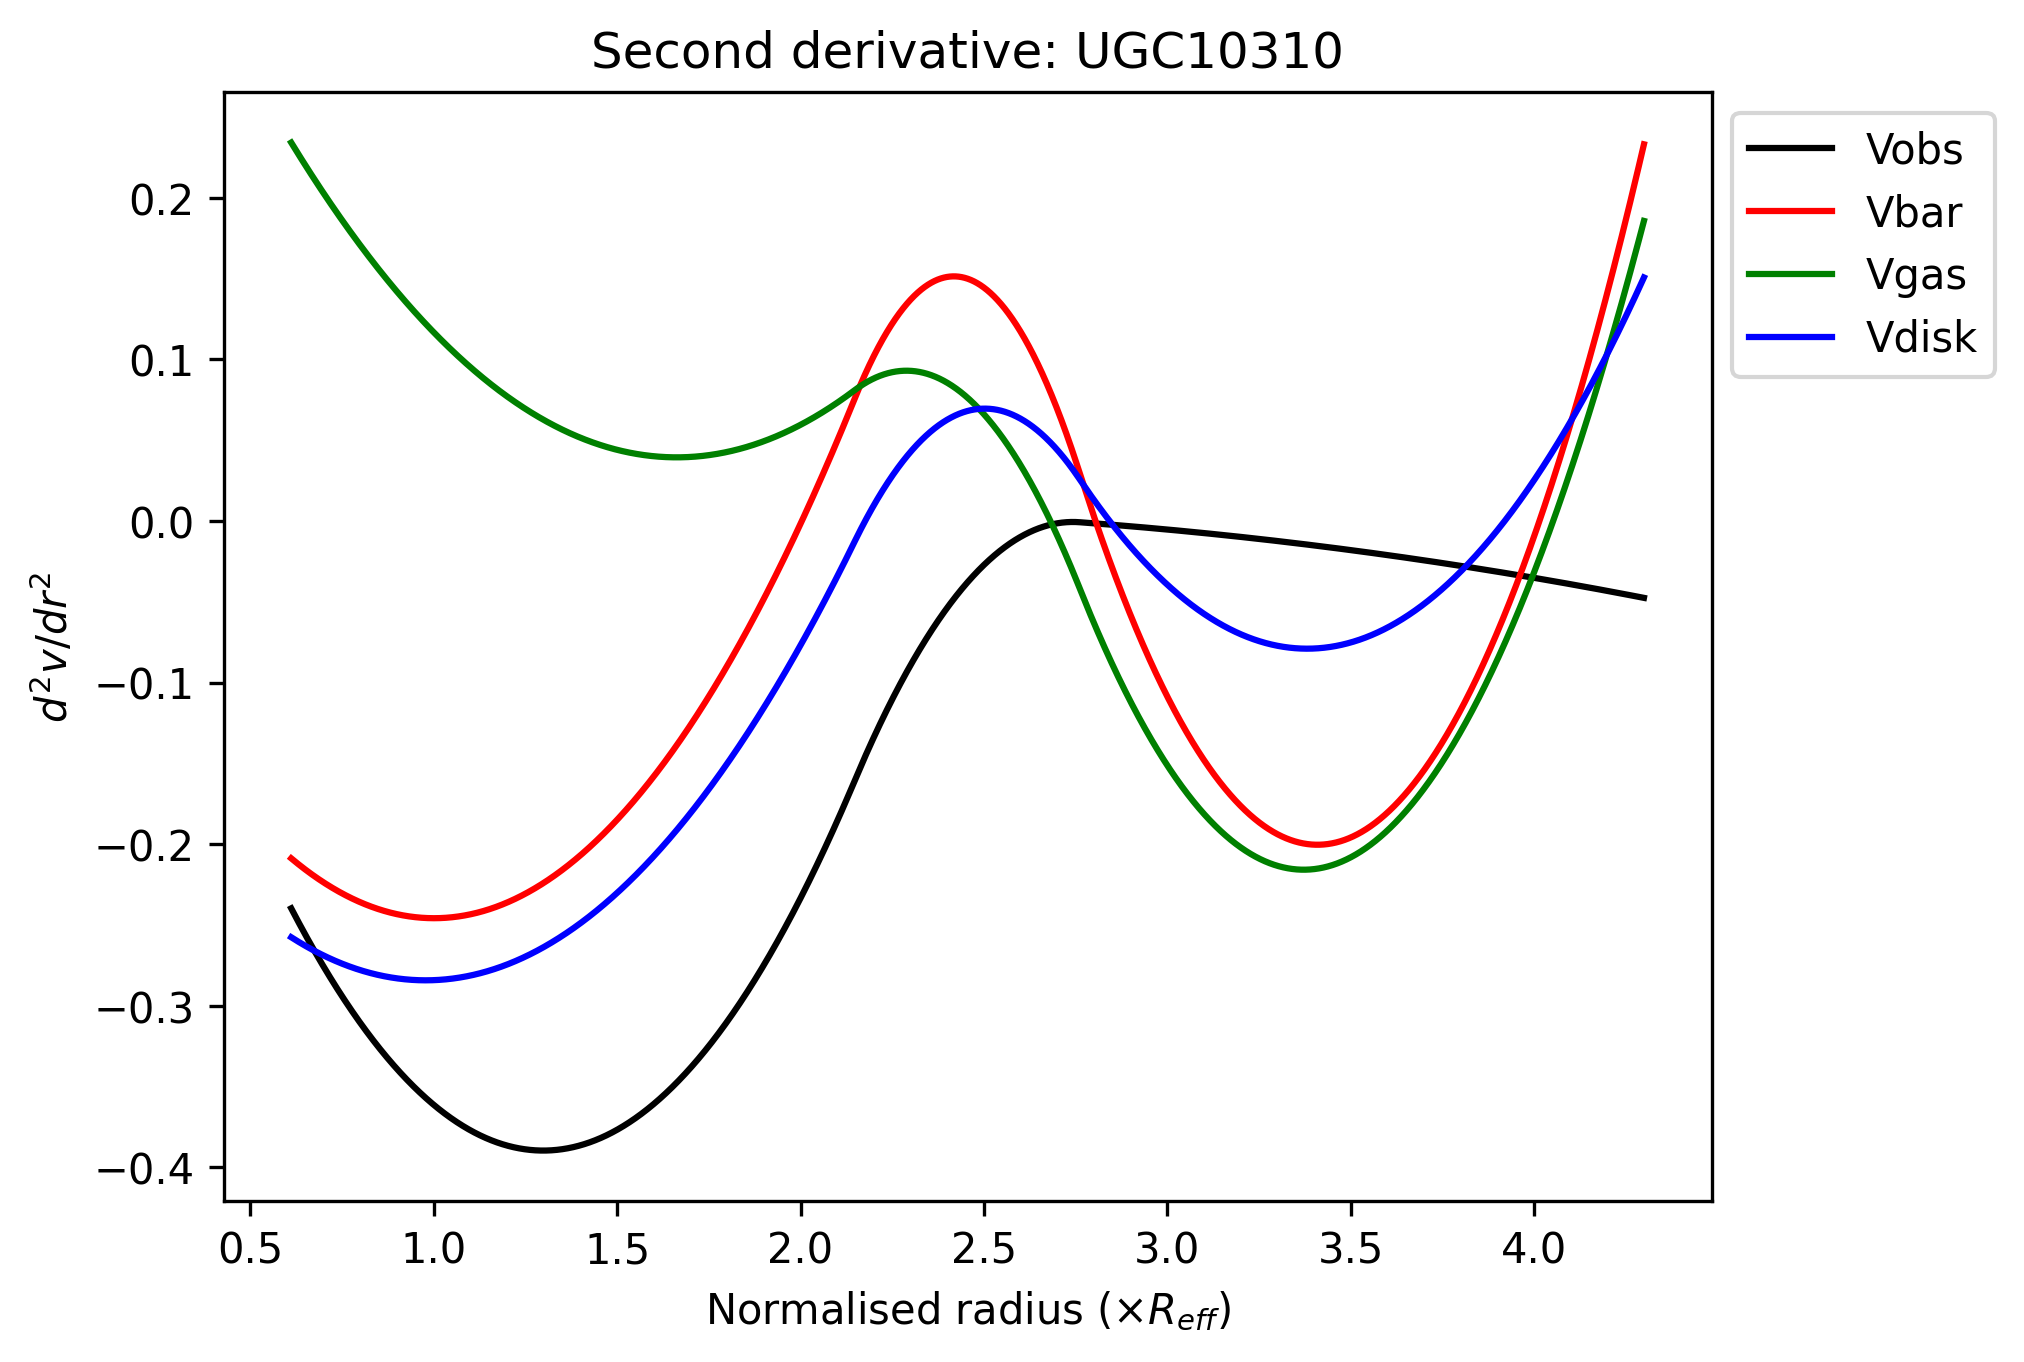 Second derivative: UGC10310
Vobs
Vbar
Vgas
Vdisk
0.2
0.1
0.0
−0.1
−0.2
−0.3
−0.4
d²v/dr²
0.5 1.0 1.5 2.0 2.5 3.0 3.5 4.0
Normalised radius (×R_eff)